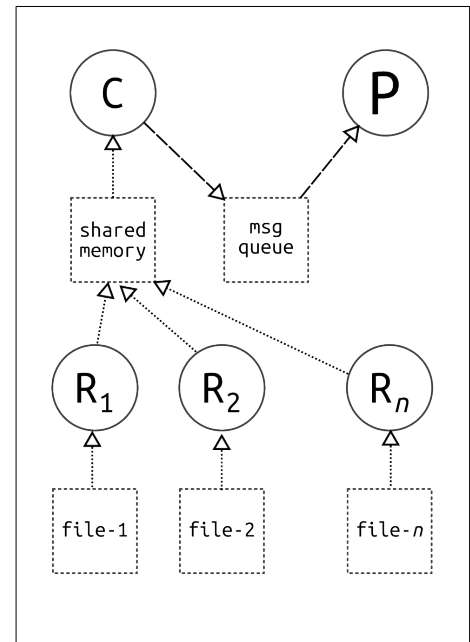 C
P
shared
memory
msg
queue
R1
R2
Rn
file-1
file-2
file-n